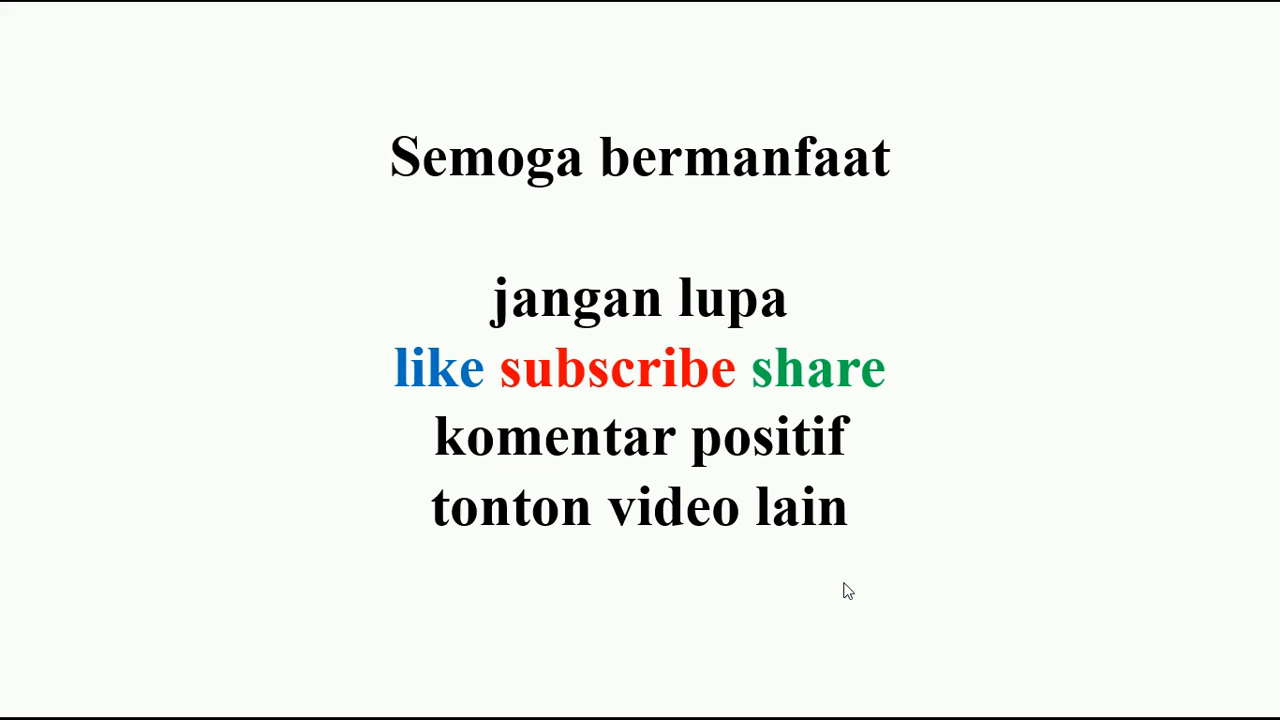 Semoga bermanfaat
jangan lupa
like subscribe share
komentar positif
tonton video lain